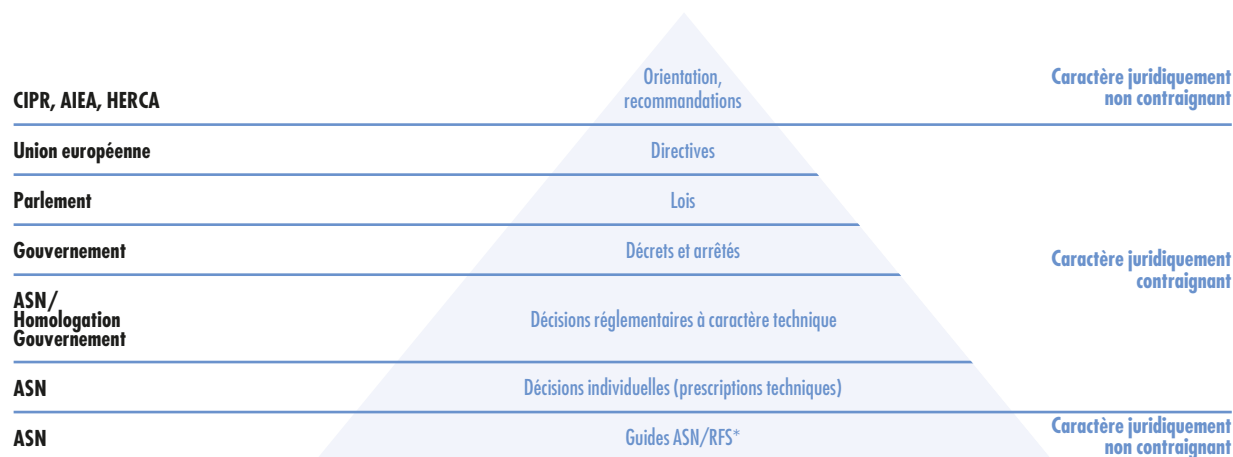 Orientation,
recommandations
Caractère juridiquement
non contraignant
CIPR, AIEA, HERCA
Union européenne
Directives
Parlement
Lois
Gouvernement
Décrets et arrêtés
Caractère juridiquement
contraignant
ASN/
Homologation
Gouvernement
Décisions réglementaires à caractère technique
ASN
Décisions individuelles (prescriptions techniques)
ASN
Guides ASN/RFS*
Caractère juridiquement
non contraignant